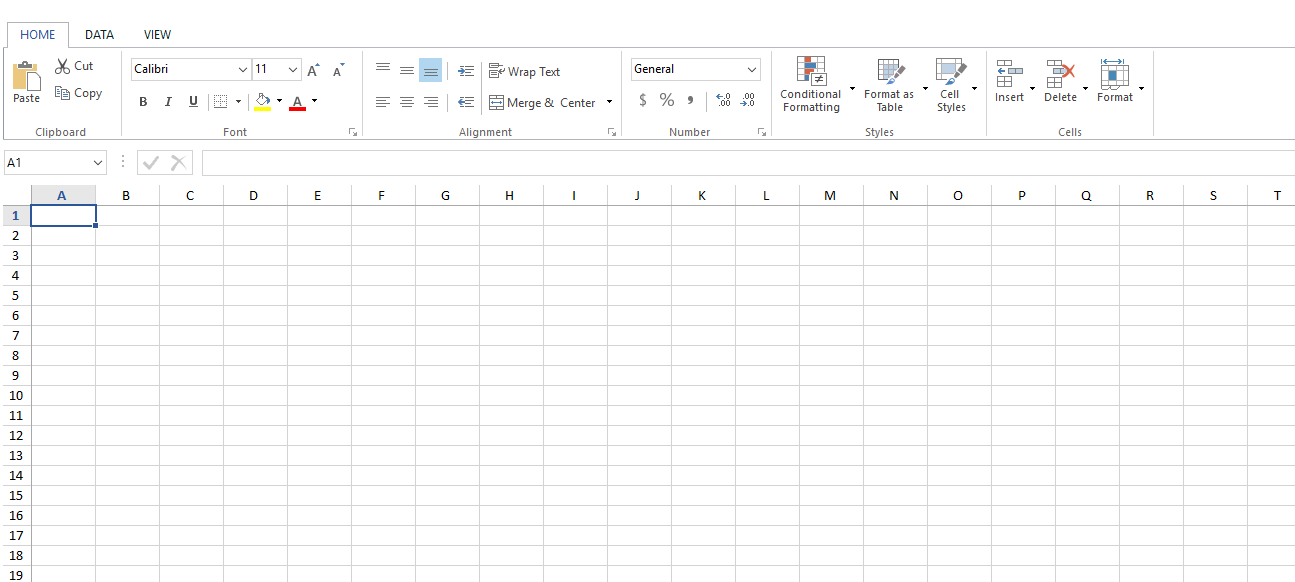 HOME DATA VIEW
Paste
Cut
Copy
Clipboard
Calibri 11 A A
B I U A
Font
Wrap Text
Merge & Center
Alignment
General
$ % , .00 .00
Number
Conditional
Formatting
Format as
Table
Cell
Styles
Styles
Insert
Delete
Format
Cells
A1
A B C D E F G H I J K L M N O P Q R S T
1
2
3
4
5
6
7
8
9
10
11
12
13
14
15
16
17
18
19